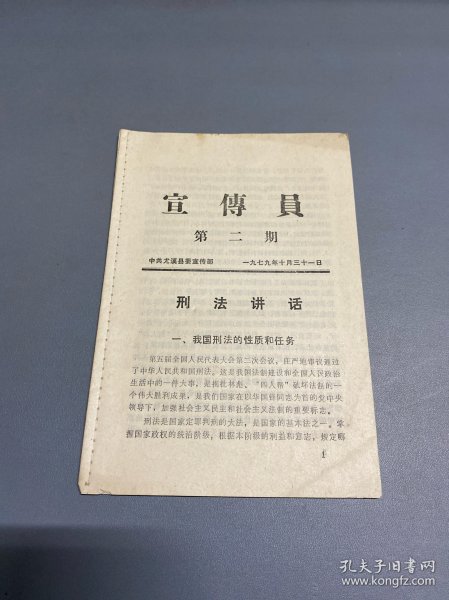 宣傳員
第二期
中共尤溪县委宣传部 一九七九年十月三十一日
刑法讲话
一、我国刑法的性质和任务
第五届全国人民代表大会第二次会议，庄严地审议通过
了中华人民共和国刑法。这是我国法制建设和全国人民政治
生活中的一件大事，是揭批林彪、“四人帮”破坏法制的一
个伟大胜利成果，是我们国家在以华国锋同志为首的党中央
领导下，加强社会主义民主和社会主义法制的重要标志。
刑法是国家定罪判刑的大法，是国家的基本法之一。掌
握国家政权的统治阶级，根据本阶级的利益和意志，规定哪
1
孔夫子旧书网
www.kongfz.com